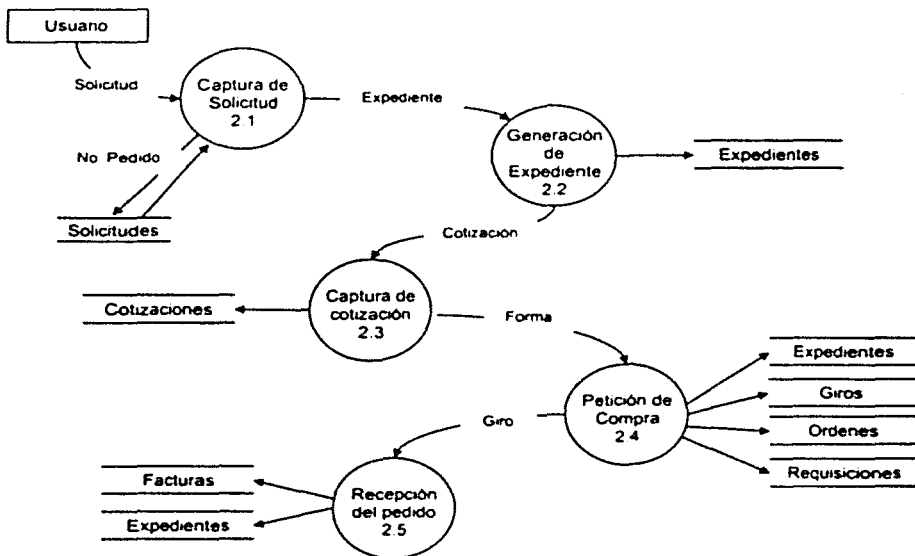 Usuario
Solicitud
Captura de
Solicitud
2.1
Expediente
Generación
de
Expediente
2.2
Expedientes
No Pedido
Solicitudes
Cotización
Cotizaciones
Captura de
cotización
2.3
Forma
Petición de
Compra
2.4
Expedientes
Giros
Ordenes
Requisiciones
Giro
Facturas
Expedientes
Recepción
del pedido
2.5